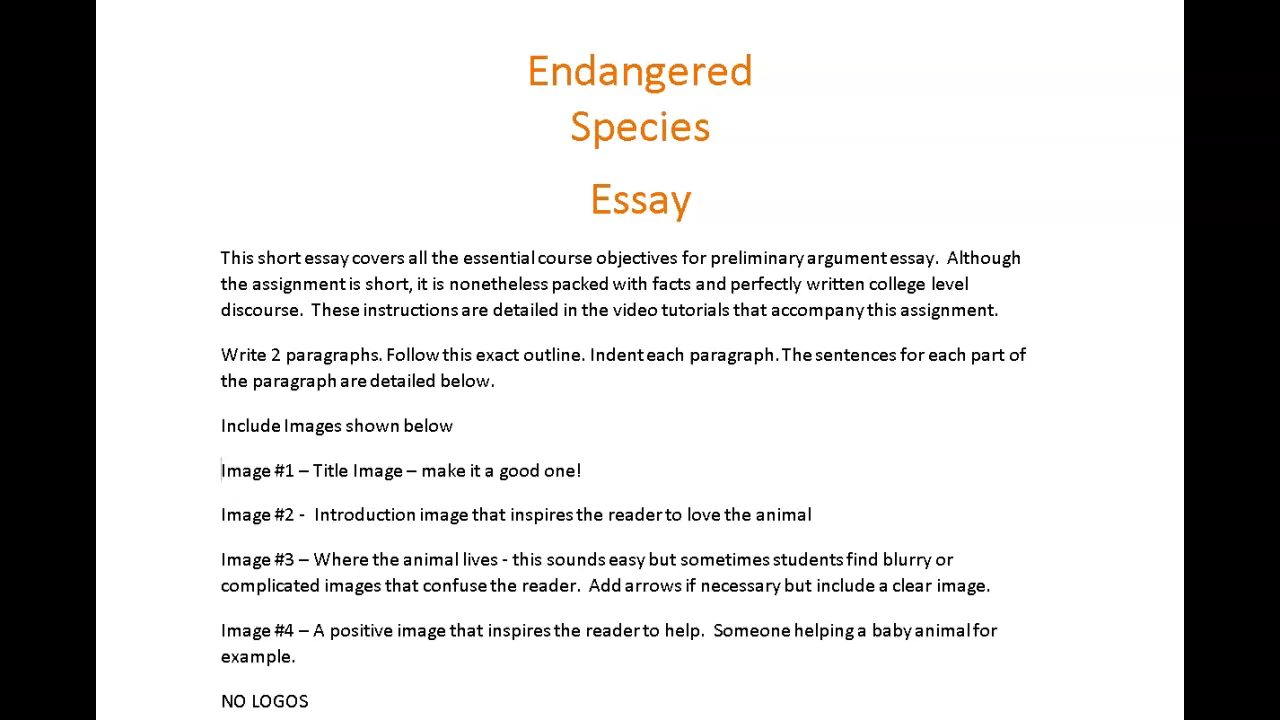 Endangered
Species
Essay
This short essay covers all the essential course objectives for preliminary argument essay.  Although
the assignment is short, it is nonetheless packed with facts and perfectly written college level
discourse.  These instructions are detailed in the video tutorials that accompany this assignment.
Write 2 paragraphs. Follow this exact outline. Indent each paragraph. The sentences for each part of
the paragraph are detailed below.
Include Images shown below
Image #1 – Title Image – make it a good one!
Image #2 -  Introduction image that inspires the reader to love the animal
Image #3 – Where the animal lives - this sounds easy but sometimes students find blurry or
complicated images that confuse the reader.  Add arrows if necessary but include a clear image.
Image #4 – A positive image that inspires the reader to help.  Someone helping a baby animal for
example.
NO LOGOS